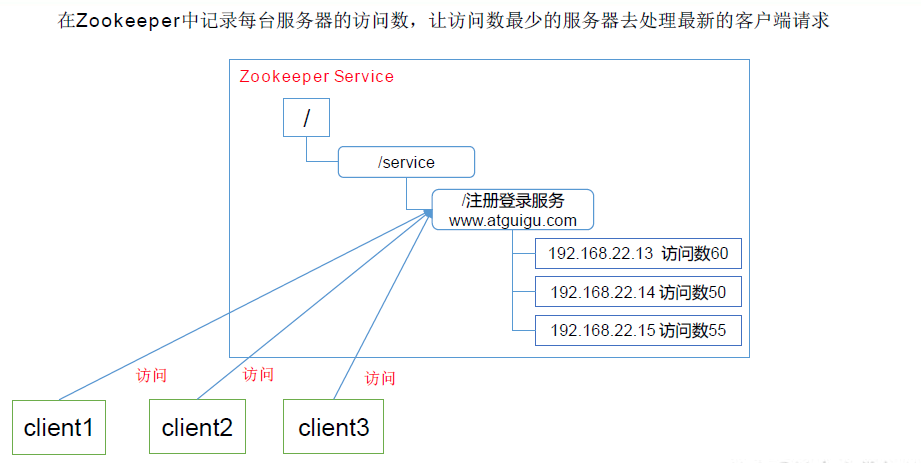 在Zookeeper中记录每台服务器的访问数，让访问数最少的服务器去处理最新的客户端请求
Zookeeper Service
/
/service
/注册登录服务
www.atguigu.com
192.168.22.13 访问数60
192.168.22.14 访问数50
192.168.22.15 访问数55
访问
访问
访问
client1
client2
client3